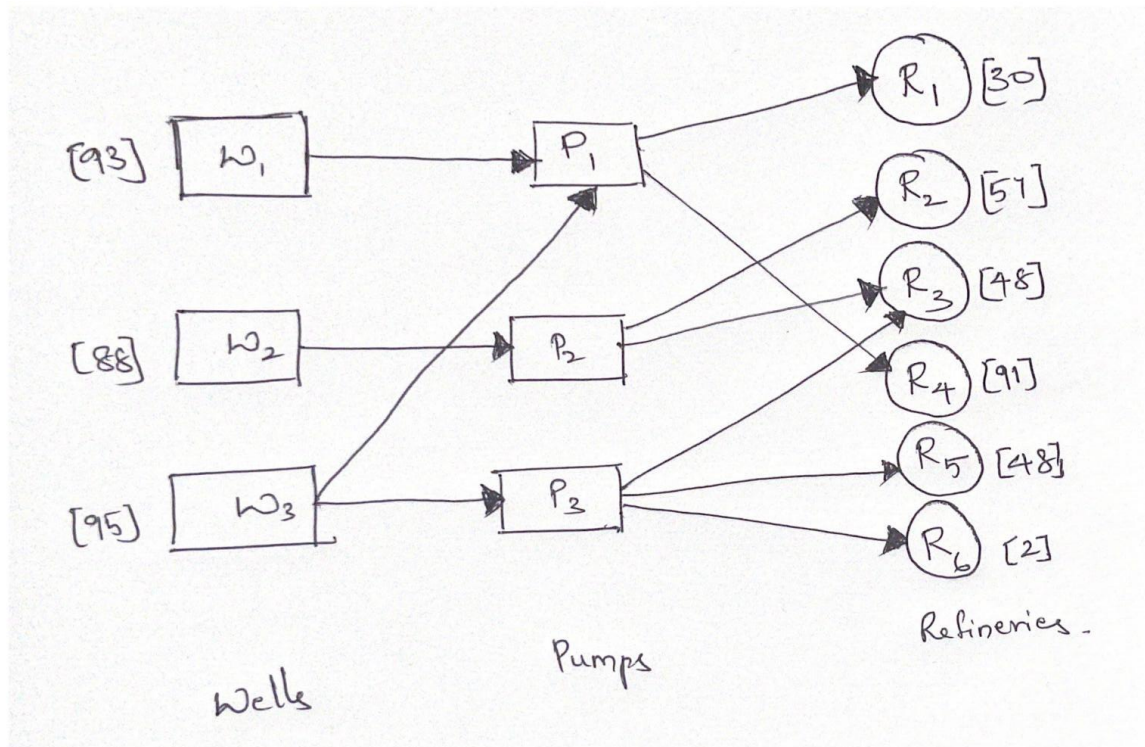 [93] W1 P1 R1 [30]
R2 [57]
R3 [48]
[88] W2 P2 R4 [91]
[95] W3 P3 R5 [48]
R6 [2]
Refineries.
Pumps
Wells